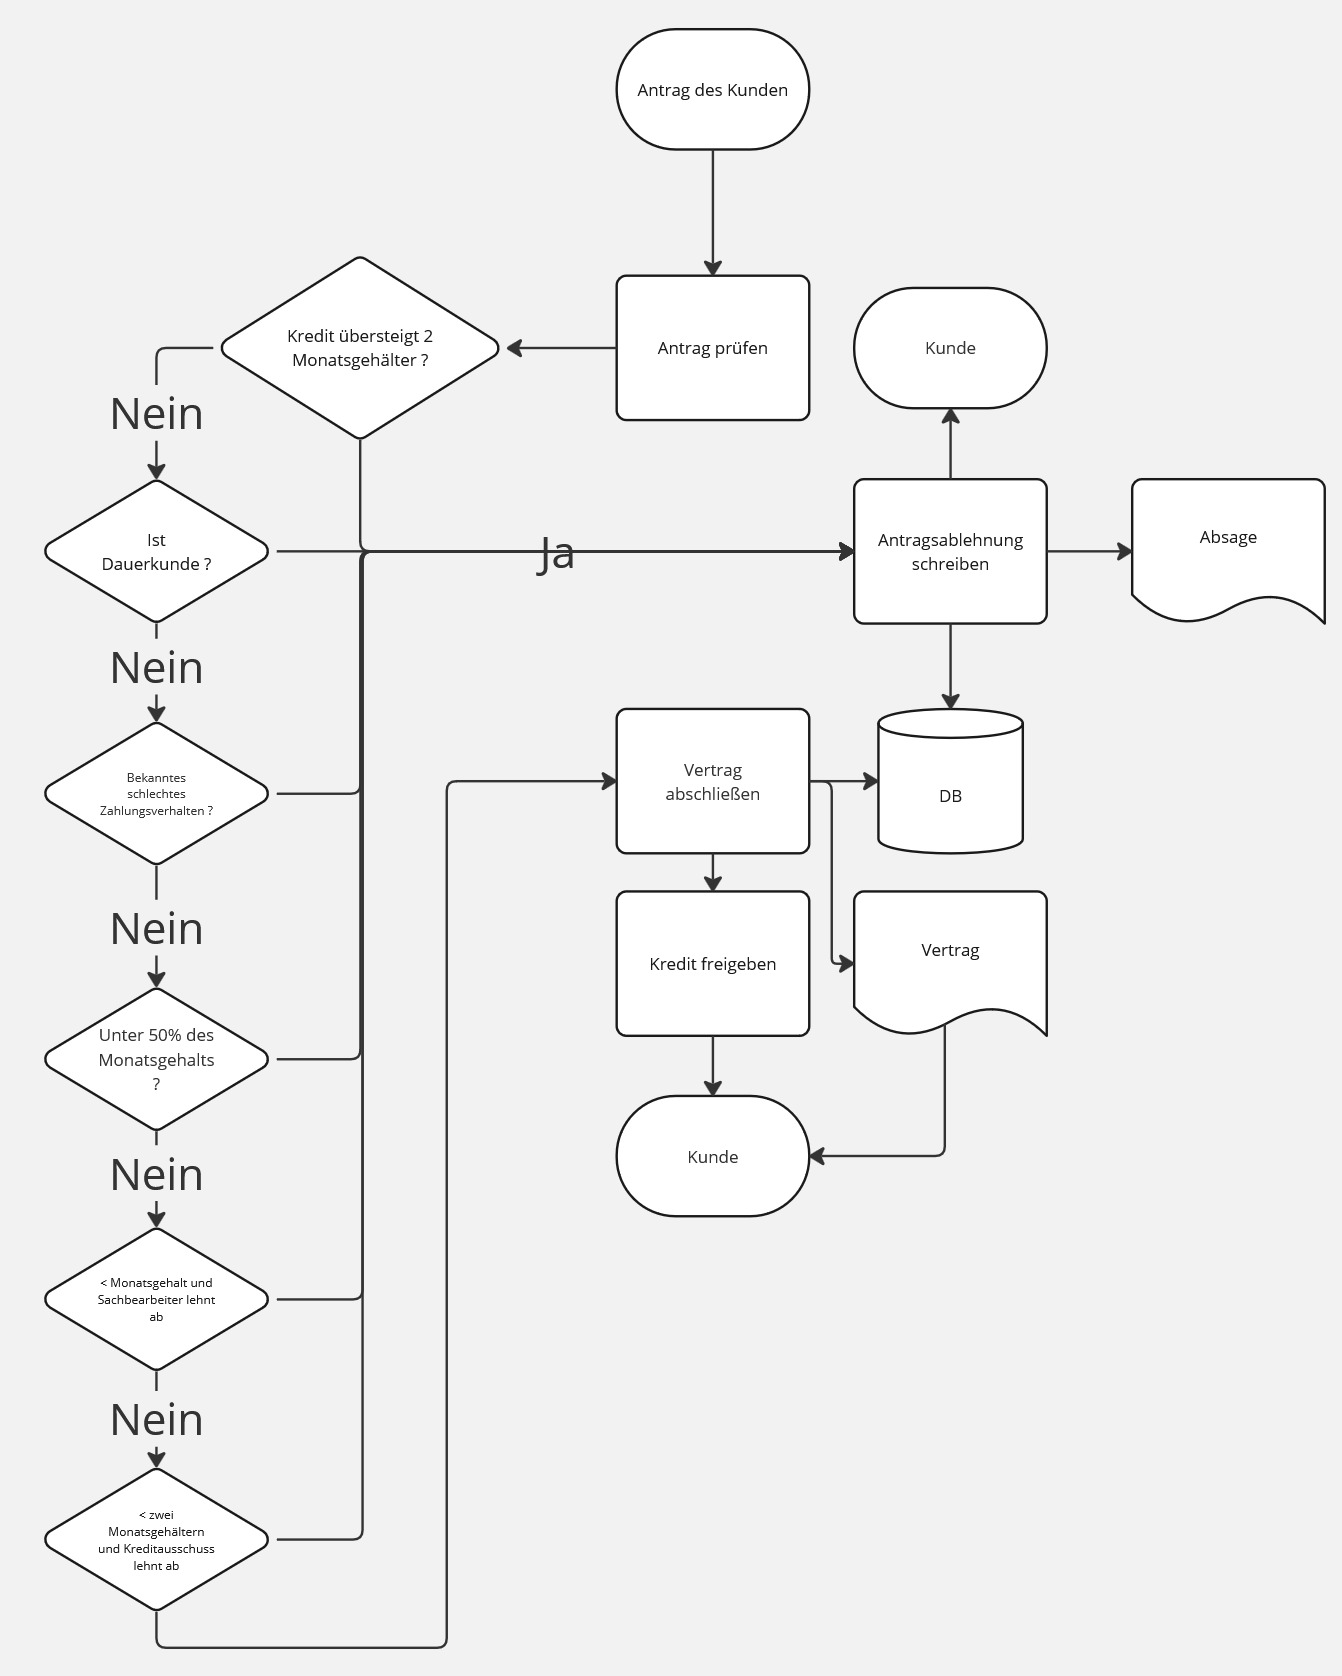 Antrag des Kunden
Kredit übersteigt 2
Monatsgehälter ?
Antrag prüfen
Kunde
Nein
Ist
Dauerkunde ?
Ja
Antragsablehnung
schreiben
Absage
Nein
Bekanntes
schlechtes
Zahlungsverhalten ?
Vertrag
abschließen
DB
Nein
Kredit freigeben
Vertrag
Unter 50% des
Monatsgehalts
?
Nein
Kunde
< Monatsgehalt und
Sachbearbeiter lehnt
ab
Nein
< zwei
Monatsgehältern
und Kreditausschuss
lehnt ab